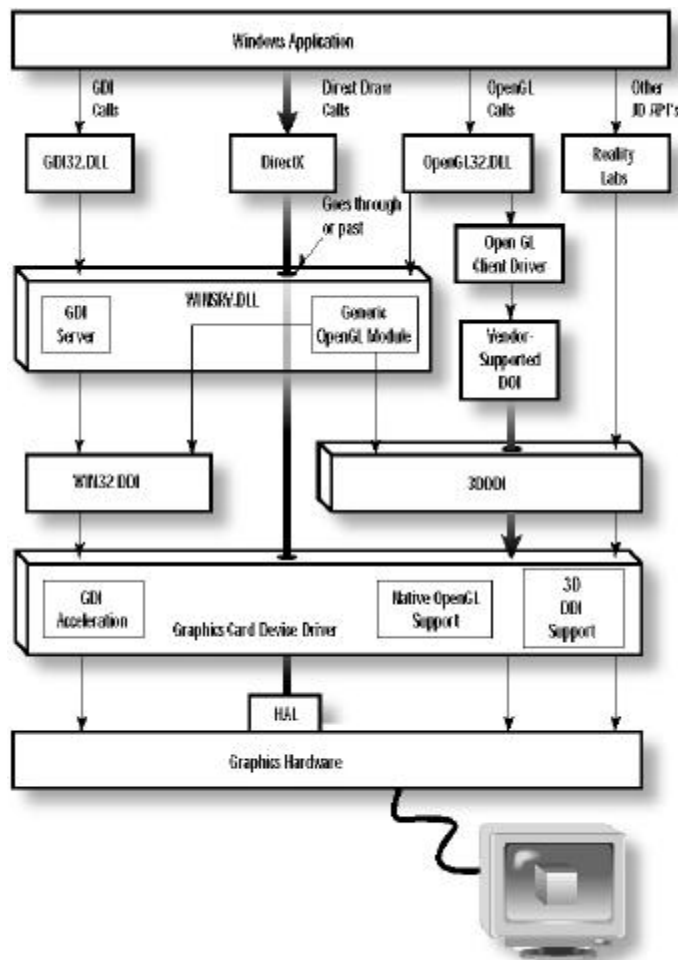 Windows Application
GDI
Calls
Direct Draw
Calls
OpenGL
Calls
Other
3D API's
GDI32.DLL
DirectX
OpenGL32.DLL
Reality
Labs
Goes through
or past
Open GL
Client Driver
WINSRV.DLL
GDI
Server
Generic
OpenGL Module
Vendor-
Supported
DDI
WIN32 DDI
3DDDI
GDI
Acceleration
Graphics-Card Device Driver
Native OpenGL
Support
3D
DDI
Support
HAL
Graphics Hardware